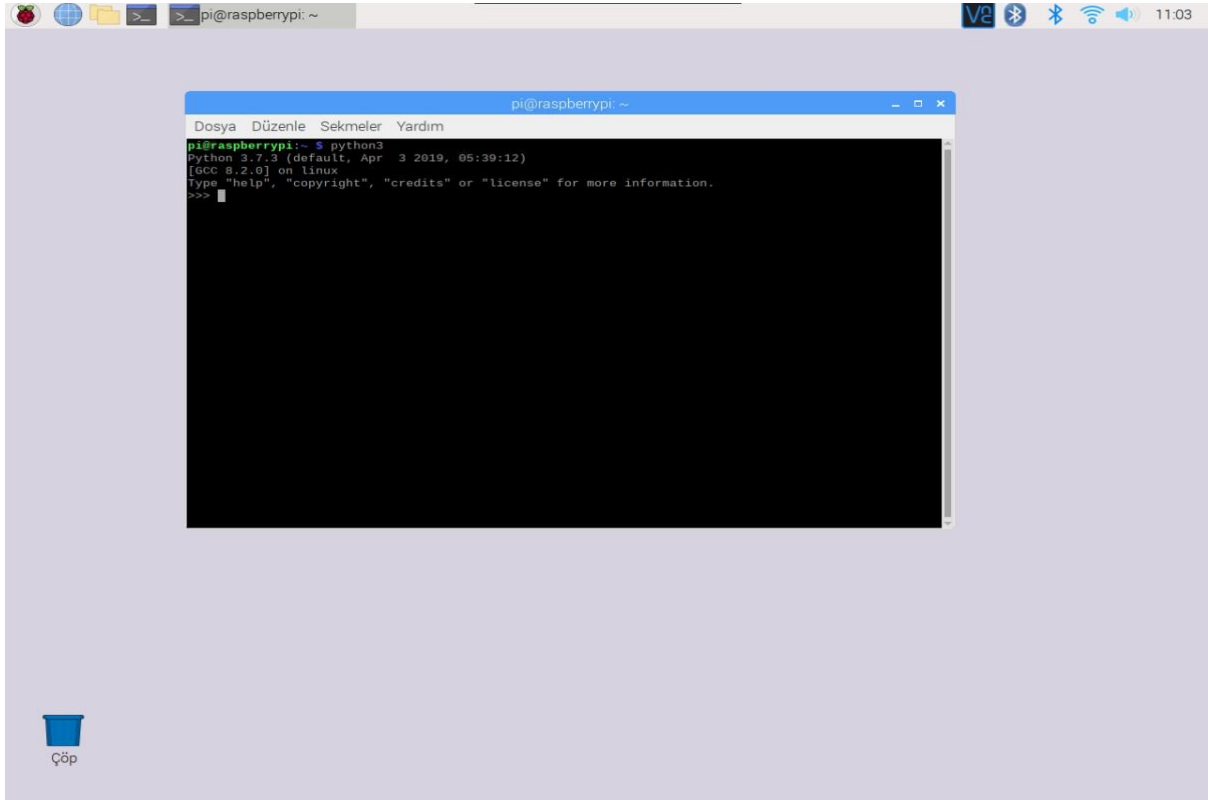 pi@raspberrypi: ~
11:03
pi@raspberrypi: ~
Dosya Düzenle Sekmeler Yardım
pi@raspberrypi:~ $ python3
Python 3.7.3 (default, Apr  3 2019, 05:39:12)
[GCC 8.2.0] on linux
Type "help", "copyright", "credits" or "license" for more information.
>>>
Çöp